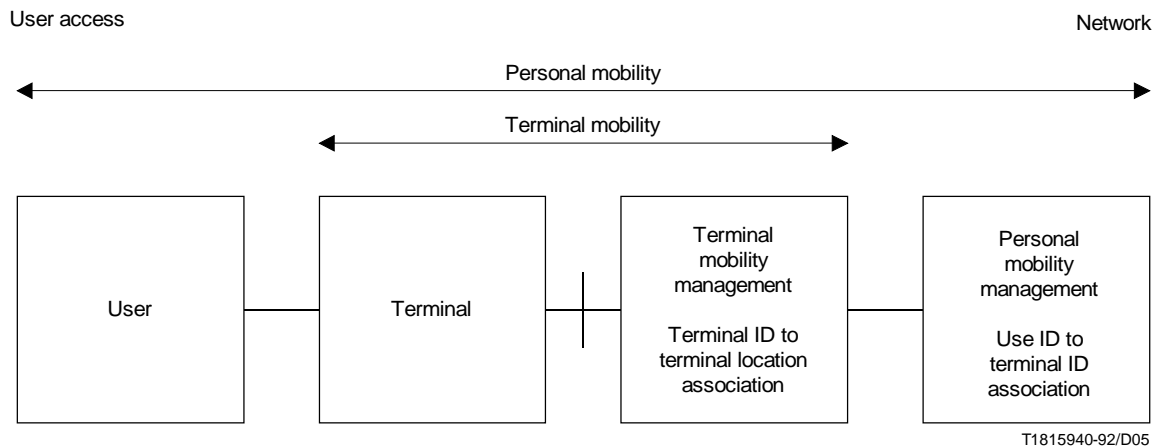 User access
Network
Personal mobility
Terminal mobility
User
Terminal
Terminal
mobility
management
Terminal ID to
terminal location
association
Personal
mobility
management
Use ID to
terminal ID
association
T1815940-92/D05